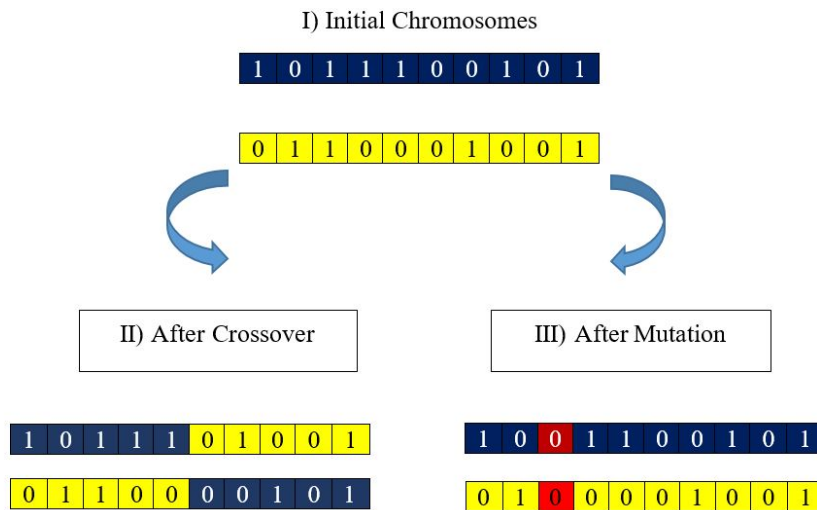 I) Initial Chromosomes
1 0 1 1 1 0 0 1 0 1
0 1 1 0 0 0 1 0 0 1
II) After Crossover
III) After Mutation
1 0 1 1 1 0 1 0 0 1
1 0 0 1 1 0 0 1 0 1
0 1 1 0 0 0 0 1 0 1
0 1 0 0 0 0 1 0 0 1